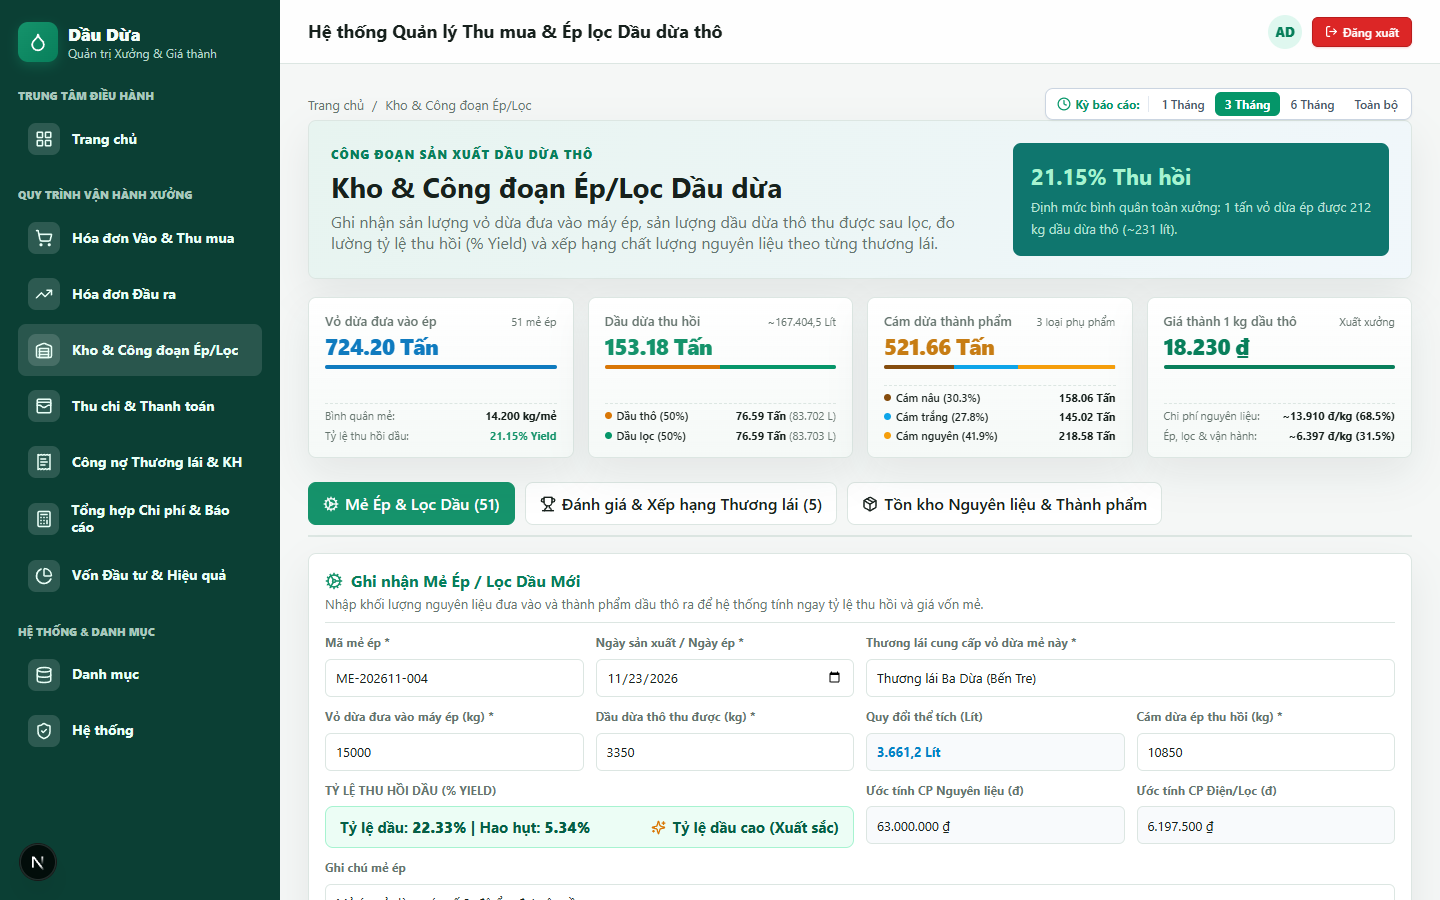 Dầu Dừa
Quản trị Xưởng & Giá thành
TRUNG TÂM ĐIỀU HÀNH
Trang chủ
QUY TRÌNH VẬN HÀNH XƯỞNG
Hóa đơn Vào & Thu mua
Hóa đơn Đầu ra
Kho & Công đoạn Ép/Lọc
Thu chi & Thanh toán
Công nợ Thương lái & KH
Tổng hợp Chi phí & Báo
cáo
Vốn Đầu tư & Hiệu quả
HỆ THỐNG & DANH MỤC
Danh mục
Hệ thống
N
Hệ thống Quản lý Thu mua & Ép lọc Dầu dừa thô
AD
Đăng xuất
Trang chủ / Kho & Công đoạn Ép/Lọc
Kỳ báo cáo: 1 Tháng 3 Tháng 6 Tháng Toàn bộ
CÔNG ĐOẠN SẢN XUẤT DẦU DỪA THÔ
Kho & Công đoạn Ép/Lọc Dầu dừa
Ghi nhận sản lượng vỏ dừa đưa vào máy ép, sản lượng dầu dừa thô thu được sau lọc, đo
lường tỷ lệ thu hồi (% Yield) và xếp hạng chất lượng nguyên liệu theo từng thương lái.
21.15% Thu hồi
Định mức bình quân toàn xưởng: 1 tấn vỏ dừa ép được 212
kg dầu dừa thô (~231 lít).
Vỏ dừa đưa vào ép 51 mẻ ép
724.20 Tấn
Bình quân mẻ: 14.200 kg/mẻ
Tỷ lệ thu hồi dầu: 21.15% Yield
Dầu dừa thu hồi ~167.404,5 Lít
153.18 Tấn
Dầu thô (50%) 76.59 Tấn (83.702 L)
Dầu lọc (50%) 76.59 Tấn (83.703 L)
Cám dừa thành phẩm 3 loại phụ phẩm
521.66 Tấn
Cám nâu (30.3%) 158.06 Tấn
Cám trắng (27.8%) 145.02 Tấn
Cám nguyên (41.9%) 218.58 Tấn
Giá thành 1 kg dầu thô Xuất xưởng
18.230 ₫
Chi phí nguyên liệu: ~13.910 đ/kg (68.5%)
Ép, lọc & vận hành: ~6.397 đ/kg (31.5%)
Mẻ Ép & Lọc Dầu (51)
Đánh giá & Xếp hạng Thương lái (5)
Tồn kho Nguyên liệu & Thành phẩm
Ghi nhận Mẻ Ép / Lọc Dầu Mới
Nhập khối lượng nguyên liệu đưa vào và thành phẩm dầu thô ra để hệ thống tính ngay tỷ lệ thu hồi và giá vốn mẻ.
Mã mẻ ép * Ngày sản xuất / Ngày ép * Thương lái cung cấp vỏ dừa mẻ này *
ME-202611-004 11/23/2026 Thương lái Ba Dừa (Bến Tre)
Vỏ dừa đưa vào máy ép (kg) * Dầu dừa thô thu được (kg) * Quy đổi thể tích (Lít) Cám dừa ép thu hồi (kg) *
15000 3350 3.661,2 Lít 10850
TỶ LỆ THU HỒI DẦU (% YIELD) Ước tính CP Nguyên liệu (đ) Ước tính CP Điện/Lọc (đ)
Tỷ lệ dầu: 22.33% | Hao hụt: 5.34% Tỷ lệ dầu cao (Xuất sắc) 63.000.000 ₫ 6.197.500 ₫
Ghi chú mẻ ép